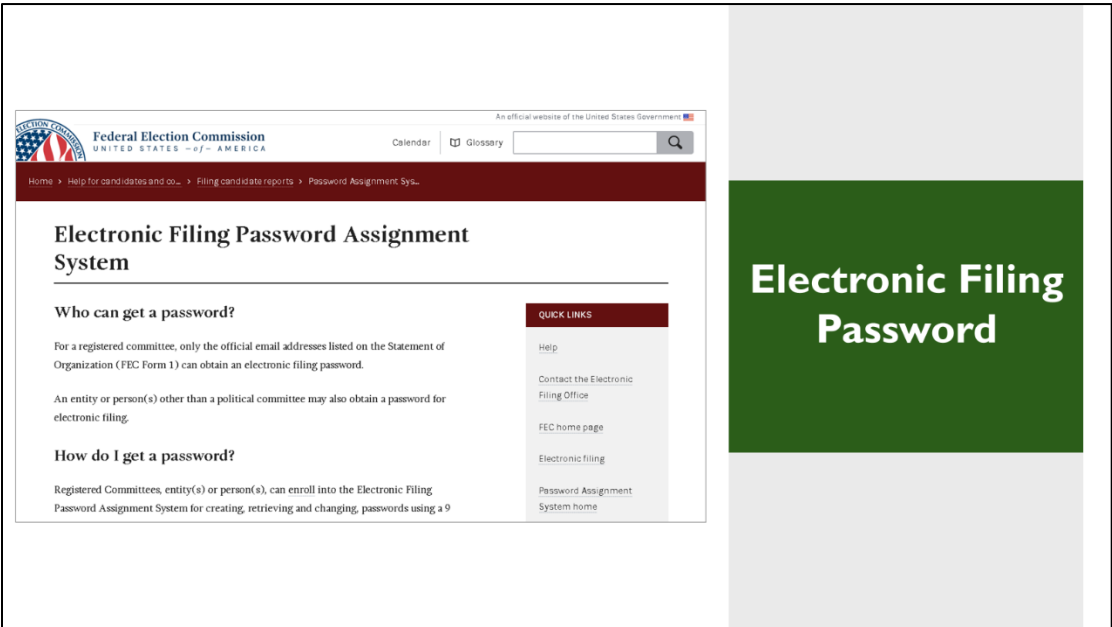 An official website of the United States Government
ELECTION COMM
Federal Election Commission
UNITED STATES -of- AMERICA
Calendar
Glossary
Home > Help for candidates and co… > Filing candidate reports > Password Assignment Sys…
Electronic Filing Password Assignment
System
Who can get a password?
For a registered committee, only the official email addresses listed on the Statement of
Organization (FEC Form 1) can obtain an electronic filing password.
An entity or person(s) other than a political committee may also obtain a password for
electronic filing.
How do I get a password?
Registered Committees, entity(s) or person(s), can enroll into the Electronic Filing
Password Assignment System for creating, retrieving and changing, passwords using a 9
QUICK LINKS
Help
Contact the Electronic
Filing Office
FEC home page
Electronic filing
Password Assignment
System home
Electronic Filing
Password